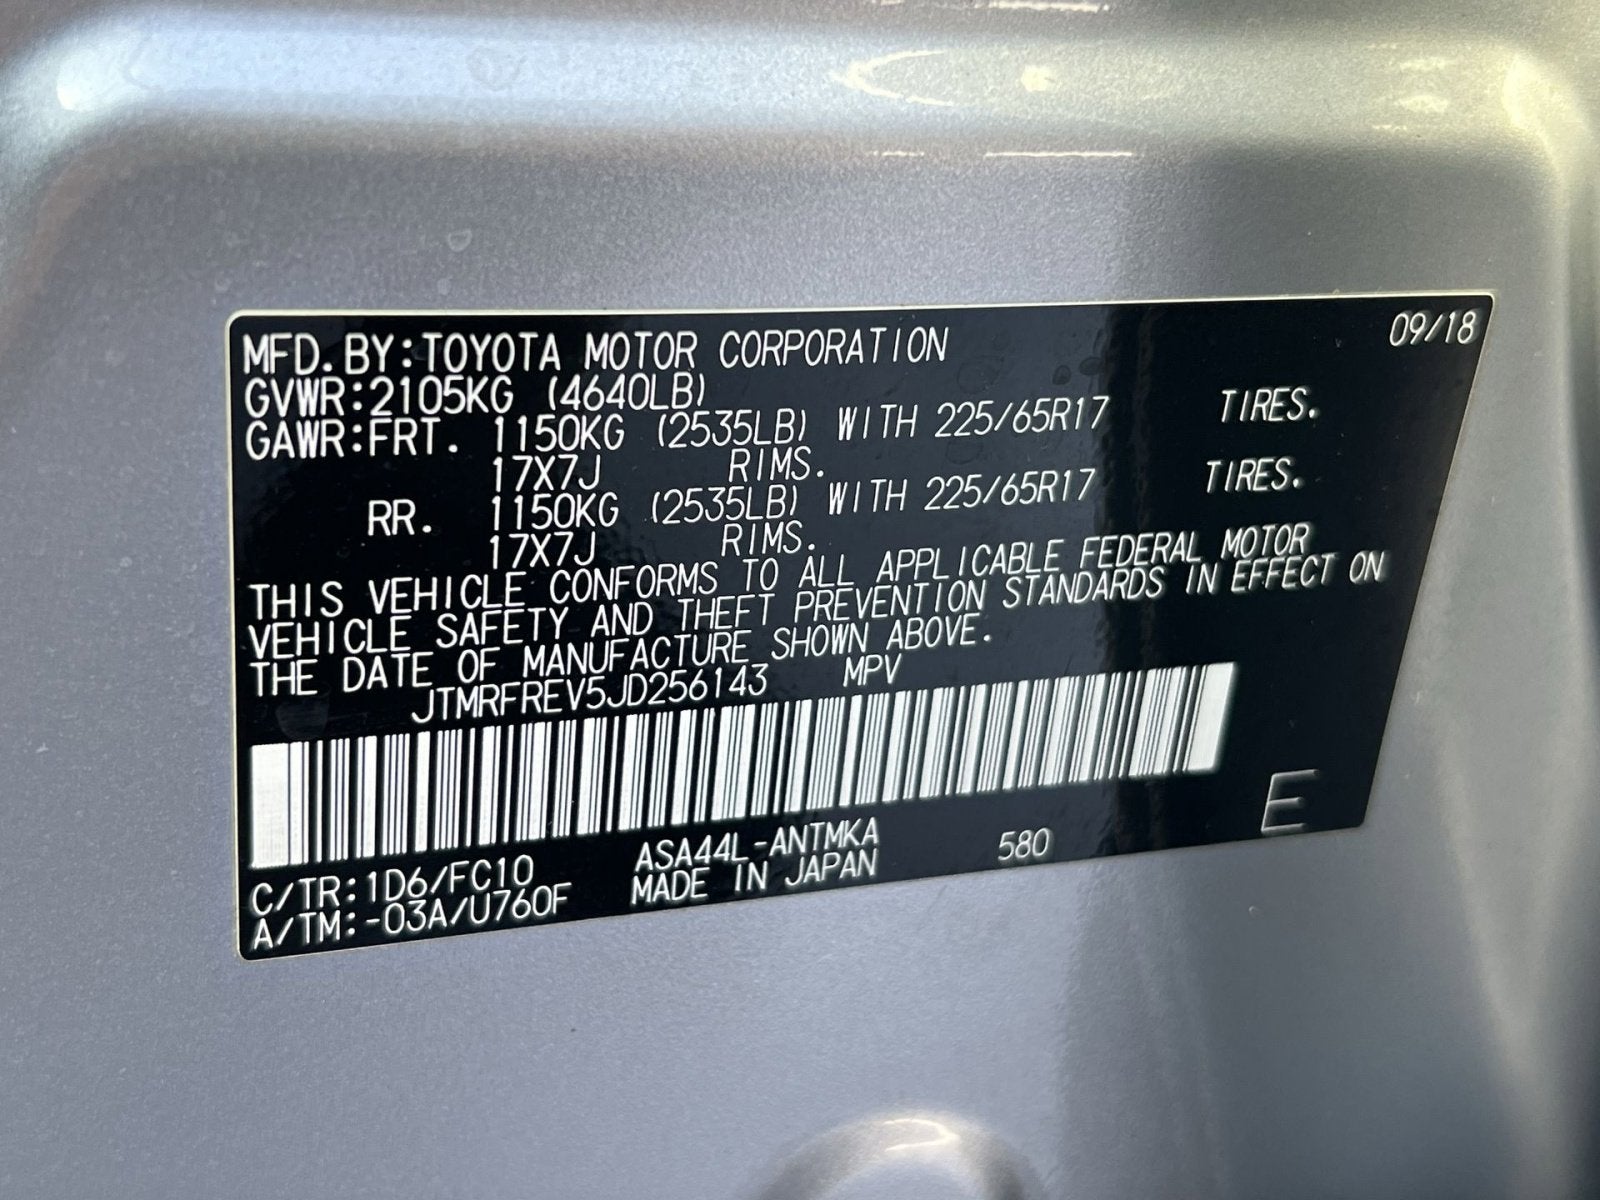 09/18
MFD.BY:TOYOTA MOTOR CORPORATION
GVWR:2105KG (4640LB)
GAWR:FRT. 1150KG (2535LB) WITH 225/65R17 TIRES.
17X7J RIMS.
RR. 1150KG (2535LB) WITH 225/65R17 TIRES.
17X7J RIMS.
THIS VEHICLE CONFORMS TO ALL APPLICABLE FEDERAL MOTOR
VEHICLE SAFETY AND THEFT PREVENTION STANDARDS IN EFFECT ON
THE DATE OF MANUFACTURE SHOWN ABOVE.
JTMRFREV5JD256143 MPV
E
C/TR:1D6/FC10 ASA44L-ANTMKA 580
A/TM:-03A/U760F MADE IN JAPAN